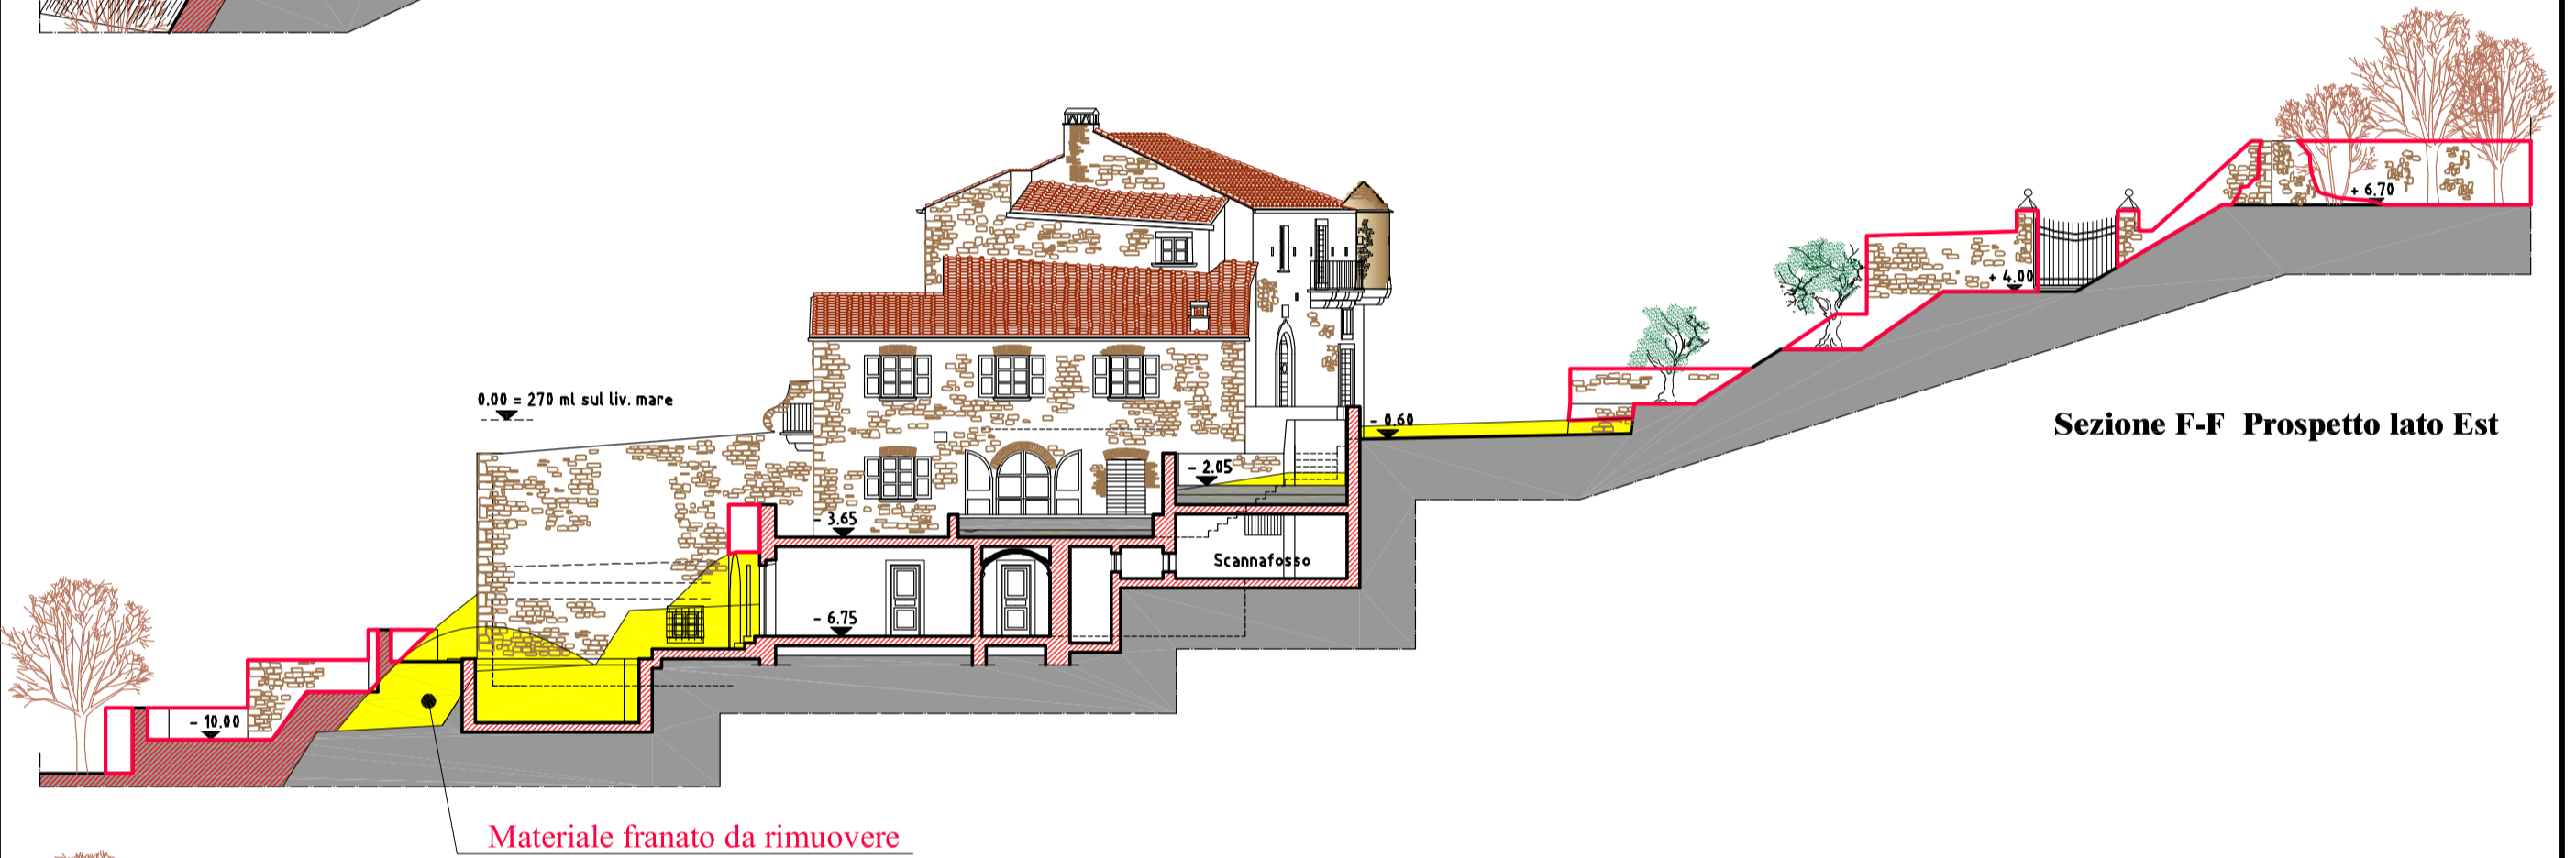 + 6.70
+ 4.00
0.00 = 270 ml sul liv. mare
- 0.60
Sezione F-F Prospetto lato Est
- 2.05
- 3.65
Scannafosso
- 6.75
- 10.00
Materiale franato da rimuovere